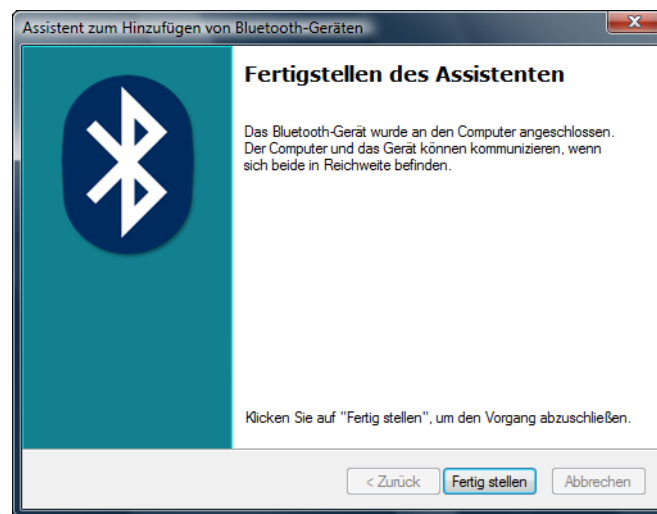 Assistent zum Hinzufügen von Bluetooth-Geräten
Fertigstellen des Assistenten
Das Bluetooth-Gerät wurde an den Computer angeschlossen.
Der Computer und das Gerät können kommunizieren, wenn
sich beide in Reichweite befinden.
Klicken Sie auf "Fertig stellen", um den Vorgang abzuschließen.
< Zurück Fertig stellen Abbrechen